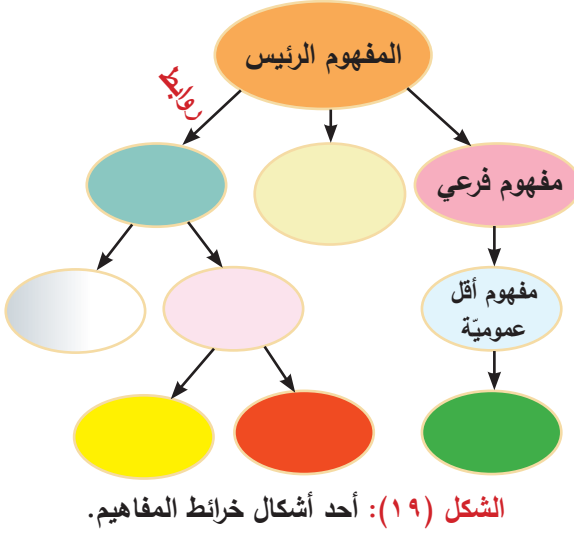 المفهوم الرئيس
روابط
مفهوم فرعي
مفهوم أقل
عموميّة
الشكل (١٩): أحد أشكال خرائط المفاهيم.